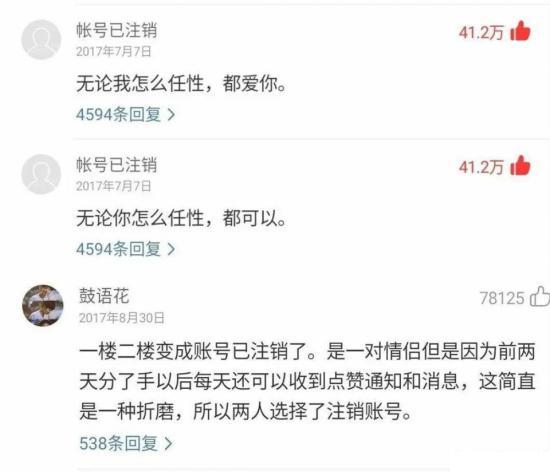 帐号已注销
41.2万
2017年7月7日
无论我怎么任性，都爱你。
4594条回复 >
帐号已注销
41.2万
2017年7月7日
无论你怎么任性，都可以。
4594条回复 >
鼓语花
78125
2017年8月30日
一楼二楼变成账号已注销了。是一对情侣但是因为前两
天分了手以后每天还可以收到点赞通知和消息，这简直
是一种折磨，所以两人选择了注销账号。
538条回复 >